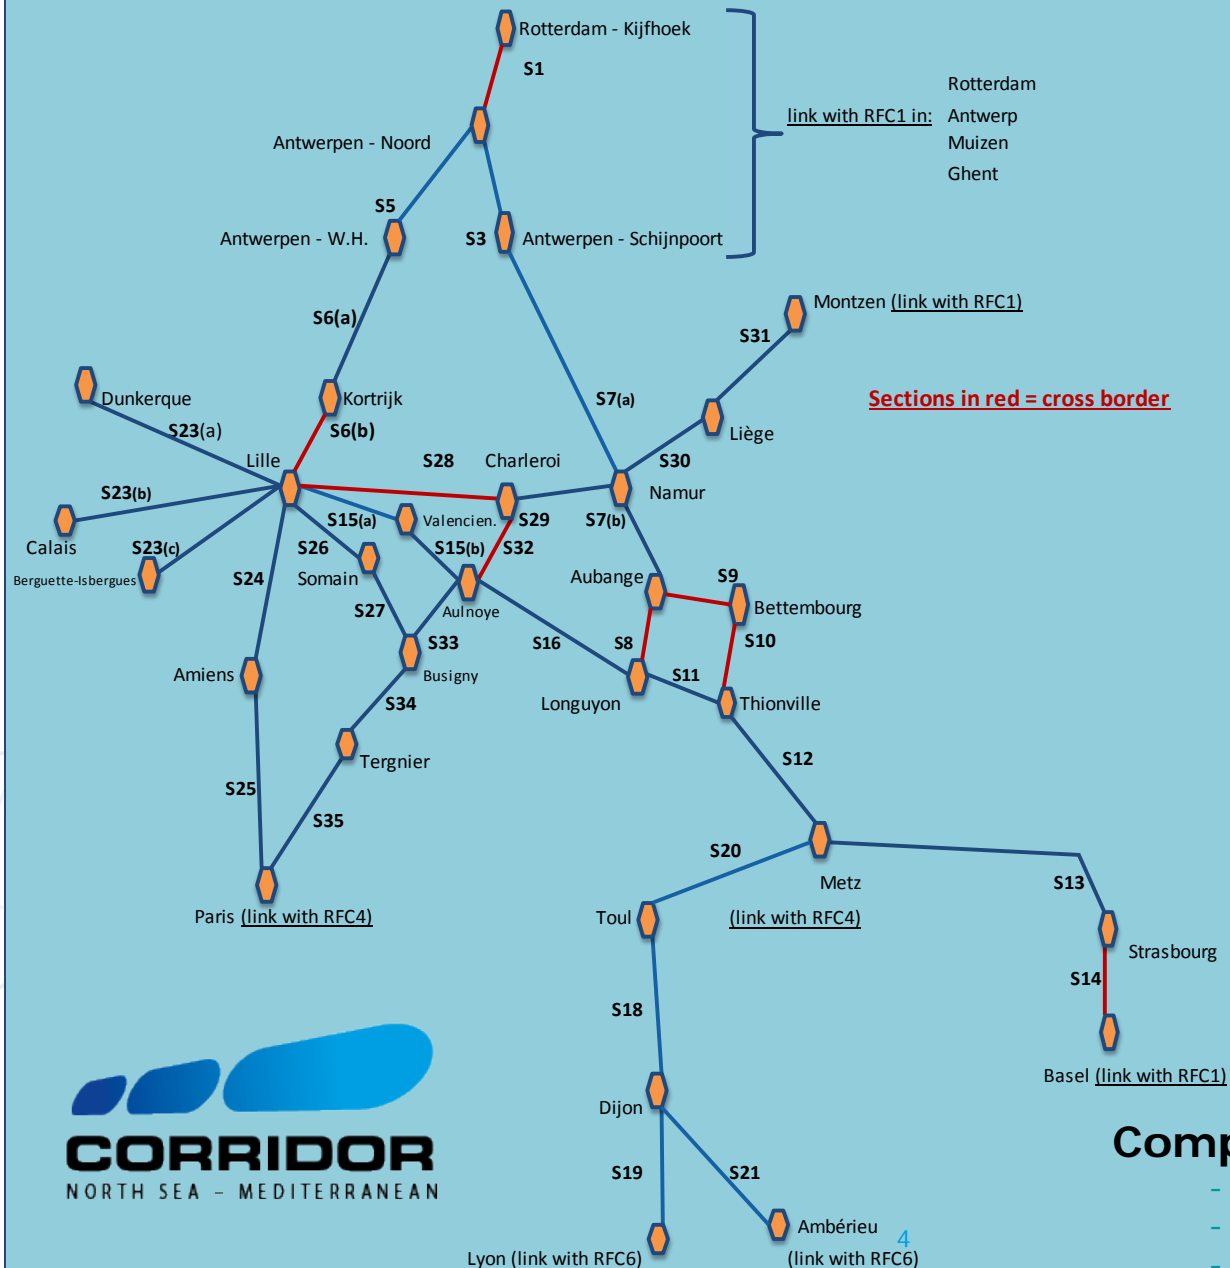 Rotterdam - Kijfhoek
S1
Rotterdam
link with RFC1 in: Antwerp
Antwerpen - Noord
Muizen
Ghent
S5
Antwerpen - W.H.
S3
Antwerpen - Schijnpoort
Montzen (link with RFC1)
S6(a)
S31
Dunkerque
Kortrijk
S7(a)
Sections in red = cross border
S23(a)
S6(b)
Liège
Lille
S28
Charleroi
S30
Namur
S23(b)
S15(a)
Valencien.
S29
S7(b)
Calais
S23(c)
S26
S15(b)
S32
Berguette-Isbergues
S24
Somain
Aubange
S9
Bettembourg
S27
Aulnoye
S33
S16
S8
S10
Amiens
Busigny
S11
Longuyon
Thionville
S34
Tergnier
S12
S25
S35
S20
Metz
S13
Paris (link with RFC4)
Toul
(link with RFC4)
Strasbourg
S14
S18
Basel (link with RFC1)
Dijon
CORRIDOR
NORTH SEA – MEDITERRANEAN
Comp
-
S19
S21
-
Ambérieu
4
Lyon (link with RFC6)
(link with RFC6)
-